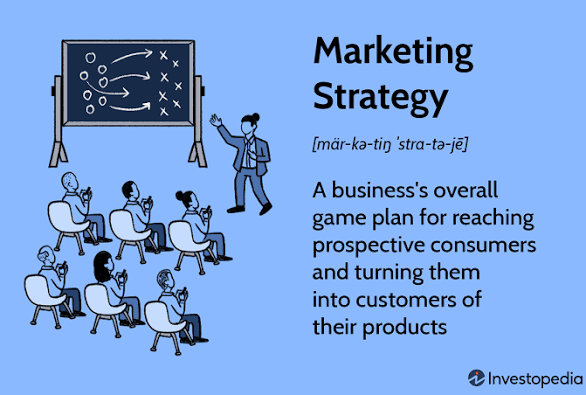 Marketing
Strategy
[mär-kə-tiŋ ˈstra-tə-jē]
A business's overall
game plan for reaching
prospective consumers
and turning them
into customers of
their products
Investopedia